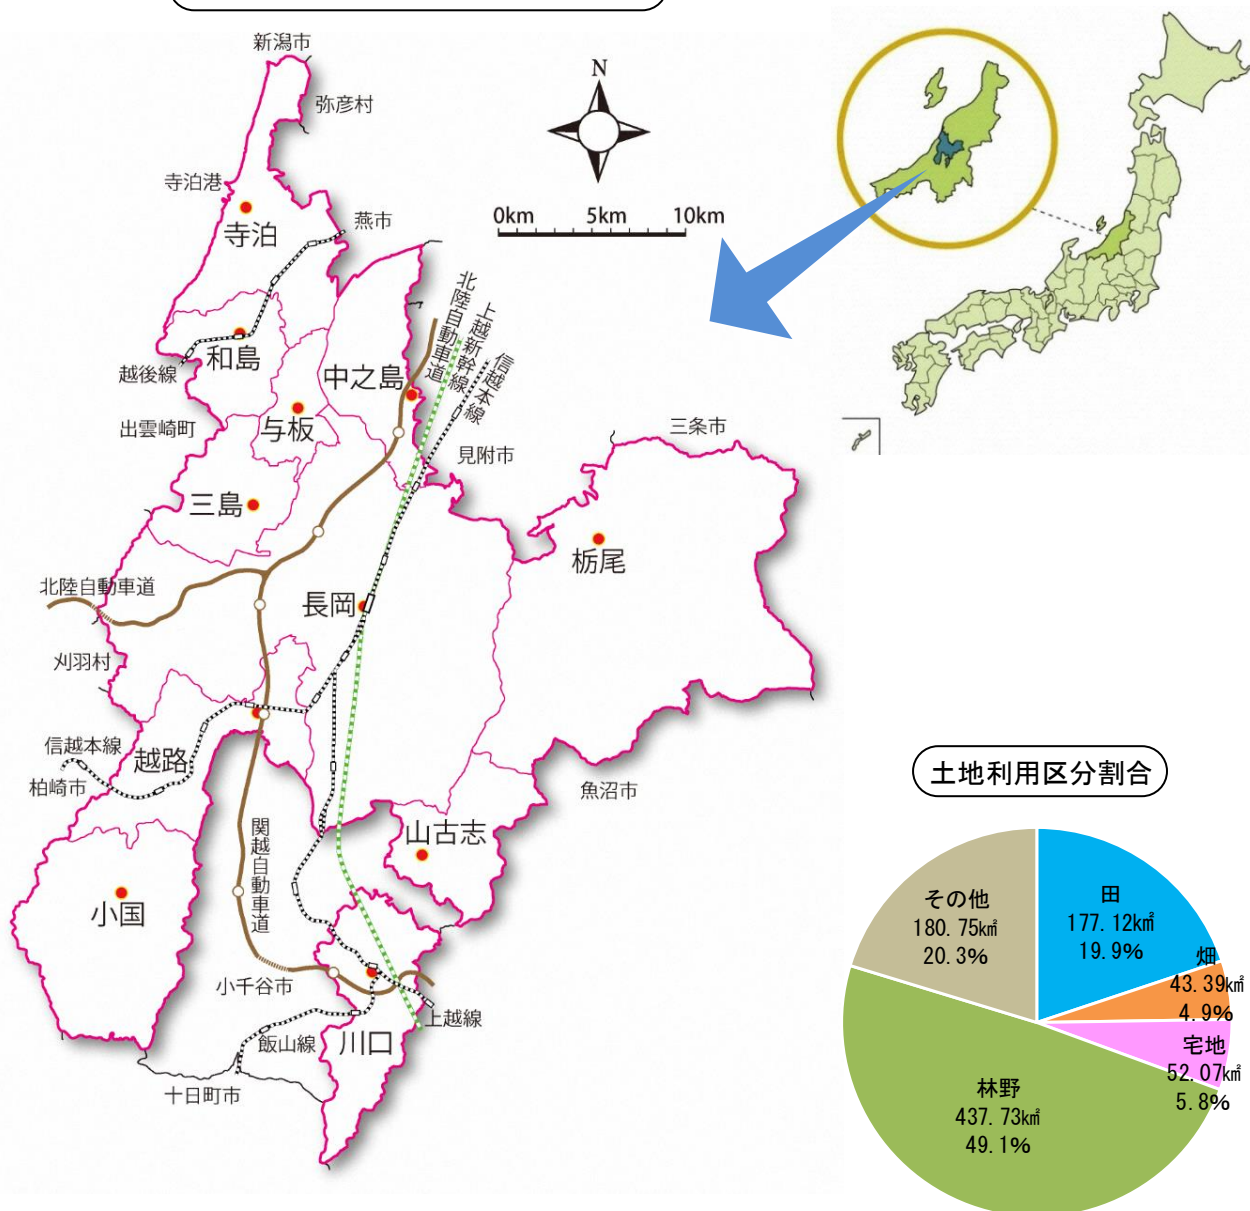 新潟市
弥彦村
N
寺泊港
寺泊
燕市
0km
5km
10km
北陸自動車道
上越新幹線
信越本線
和島
越後線
中之島
出雲崎町
与板
三条市
見附市
三島
栃尾
北陸自動車道
長岡
刈羽村
越路
信越本線
柏崎市
魚沼市
関越自動車道
山古志
小国
小千谷市
上越線
飯山線
川口
十日町市
土地利用区分割合
田
177.12㎢
19.9%
畑
43.39㎢
4.9%
宅地
52.07㎢
5.8%
林野
437.73㎢
49.1%
その他
180.75㎢
20.3%